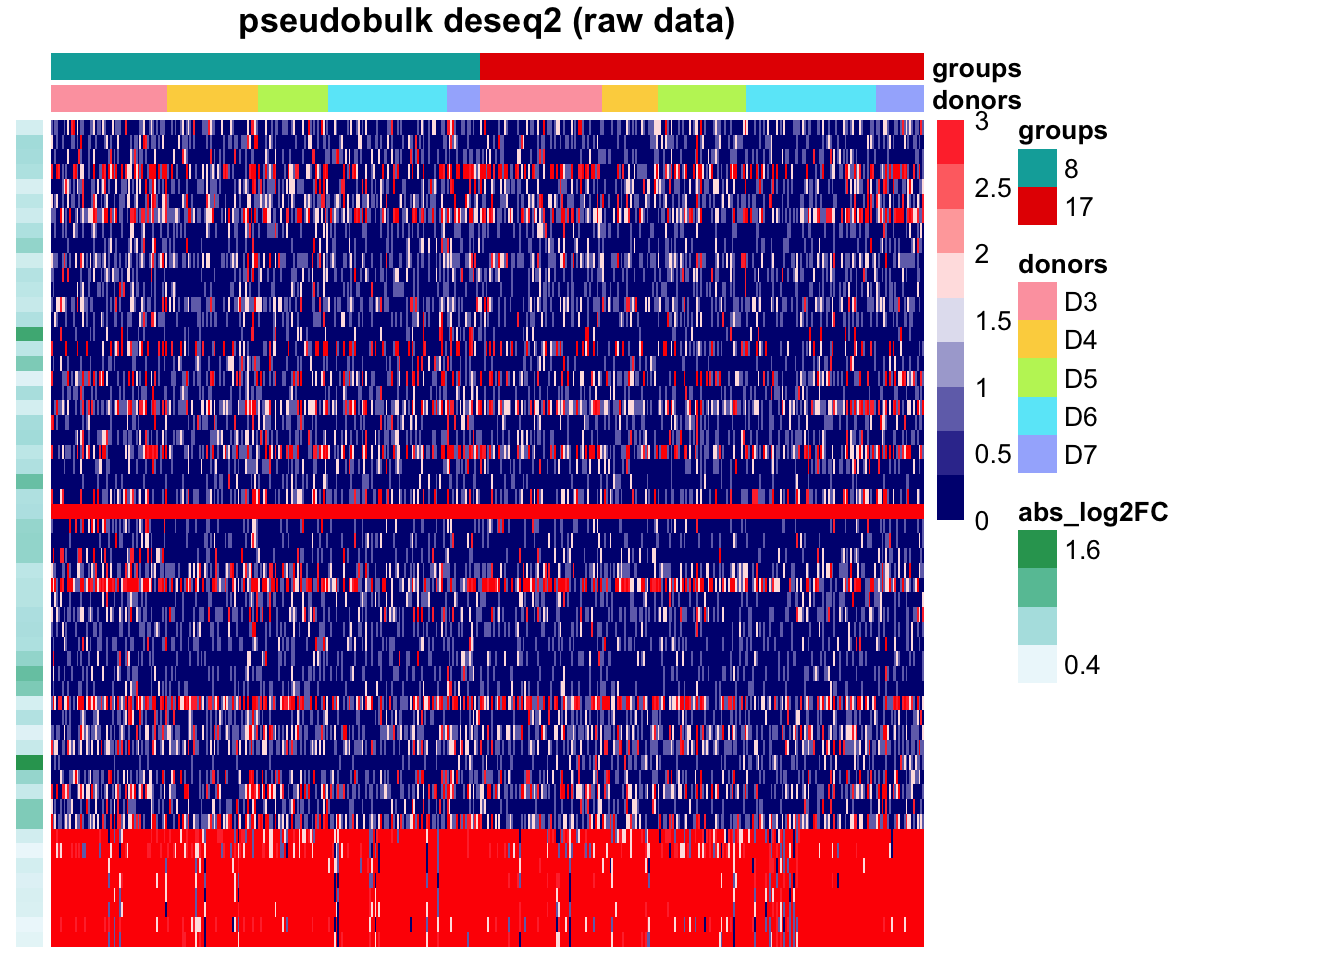 pseudobulk deseq2 (raw data)
groups
donors
3
2.5
2
1.5
1
0.5
0
groups
8
17
donors
D3
D4
D5
D6
D7
abs_log2FC
1.6
0.4